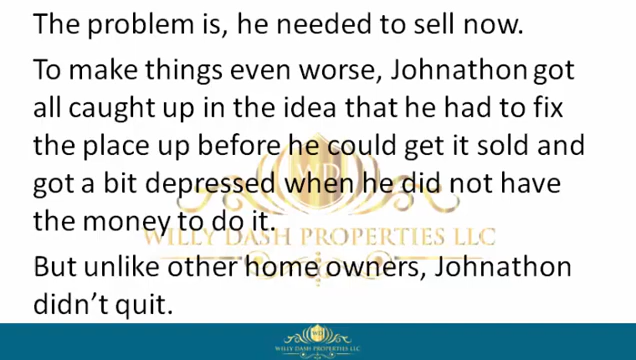 The problem is, he needed to sell now.
To make things even worse, Johnathon got
all caught up in the idea that he had to fix
the place up before he could get it sold and
got a bit depressed when he did not have
the money to do it.
WILLY DASH PROPERTIES LLC
But unlike other home owners, Johnathon
didn't quit.
WILLY DASH PROPERTIES LLC